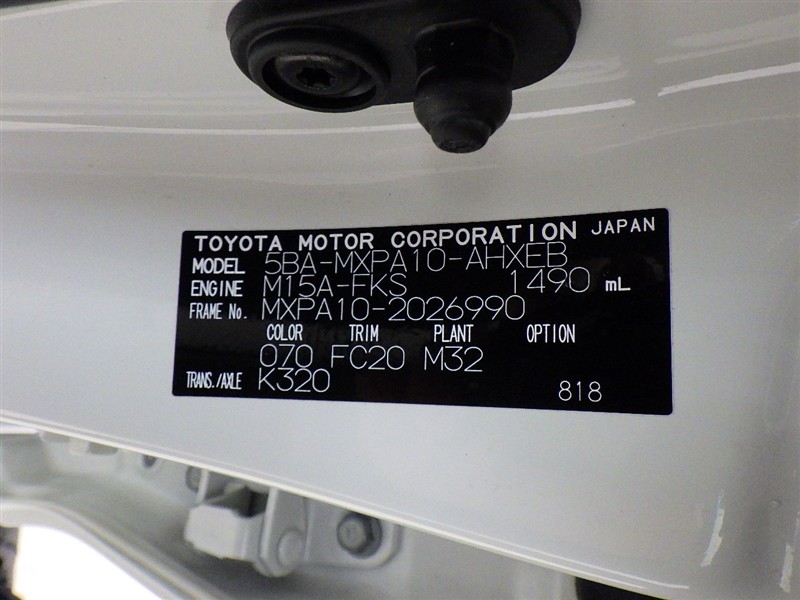 TOYOTA MOTOR CORPORATION JAPAN
MODEL 5BA-MXPA10-AHXEB
ENGINE M15A-FKS 1490 mL
FRAME No. MXPA10-2026990
COLOR TRIM PLANT OPTION
070 FC20 M32
TRANS./AXLE K320 818